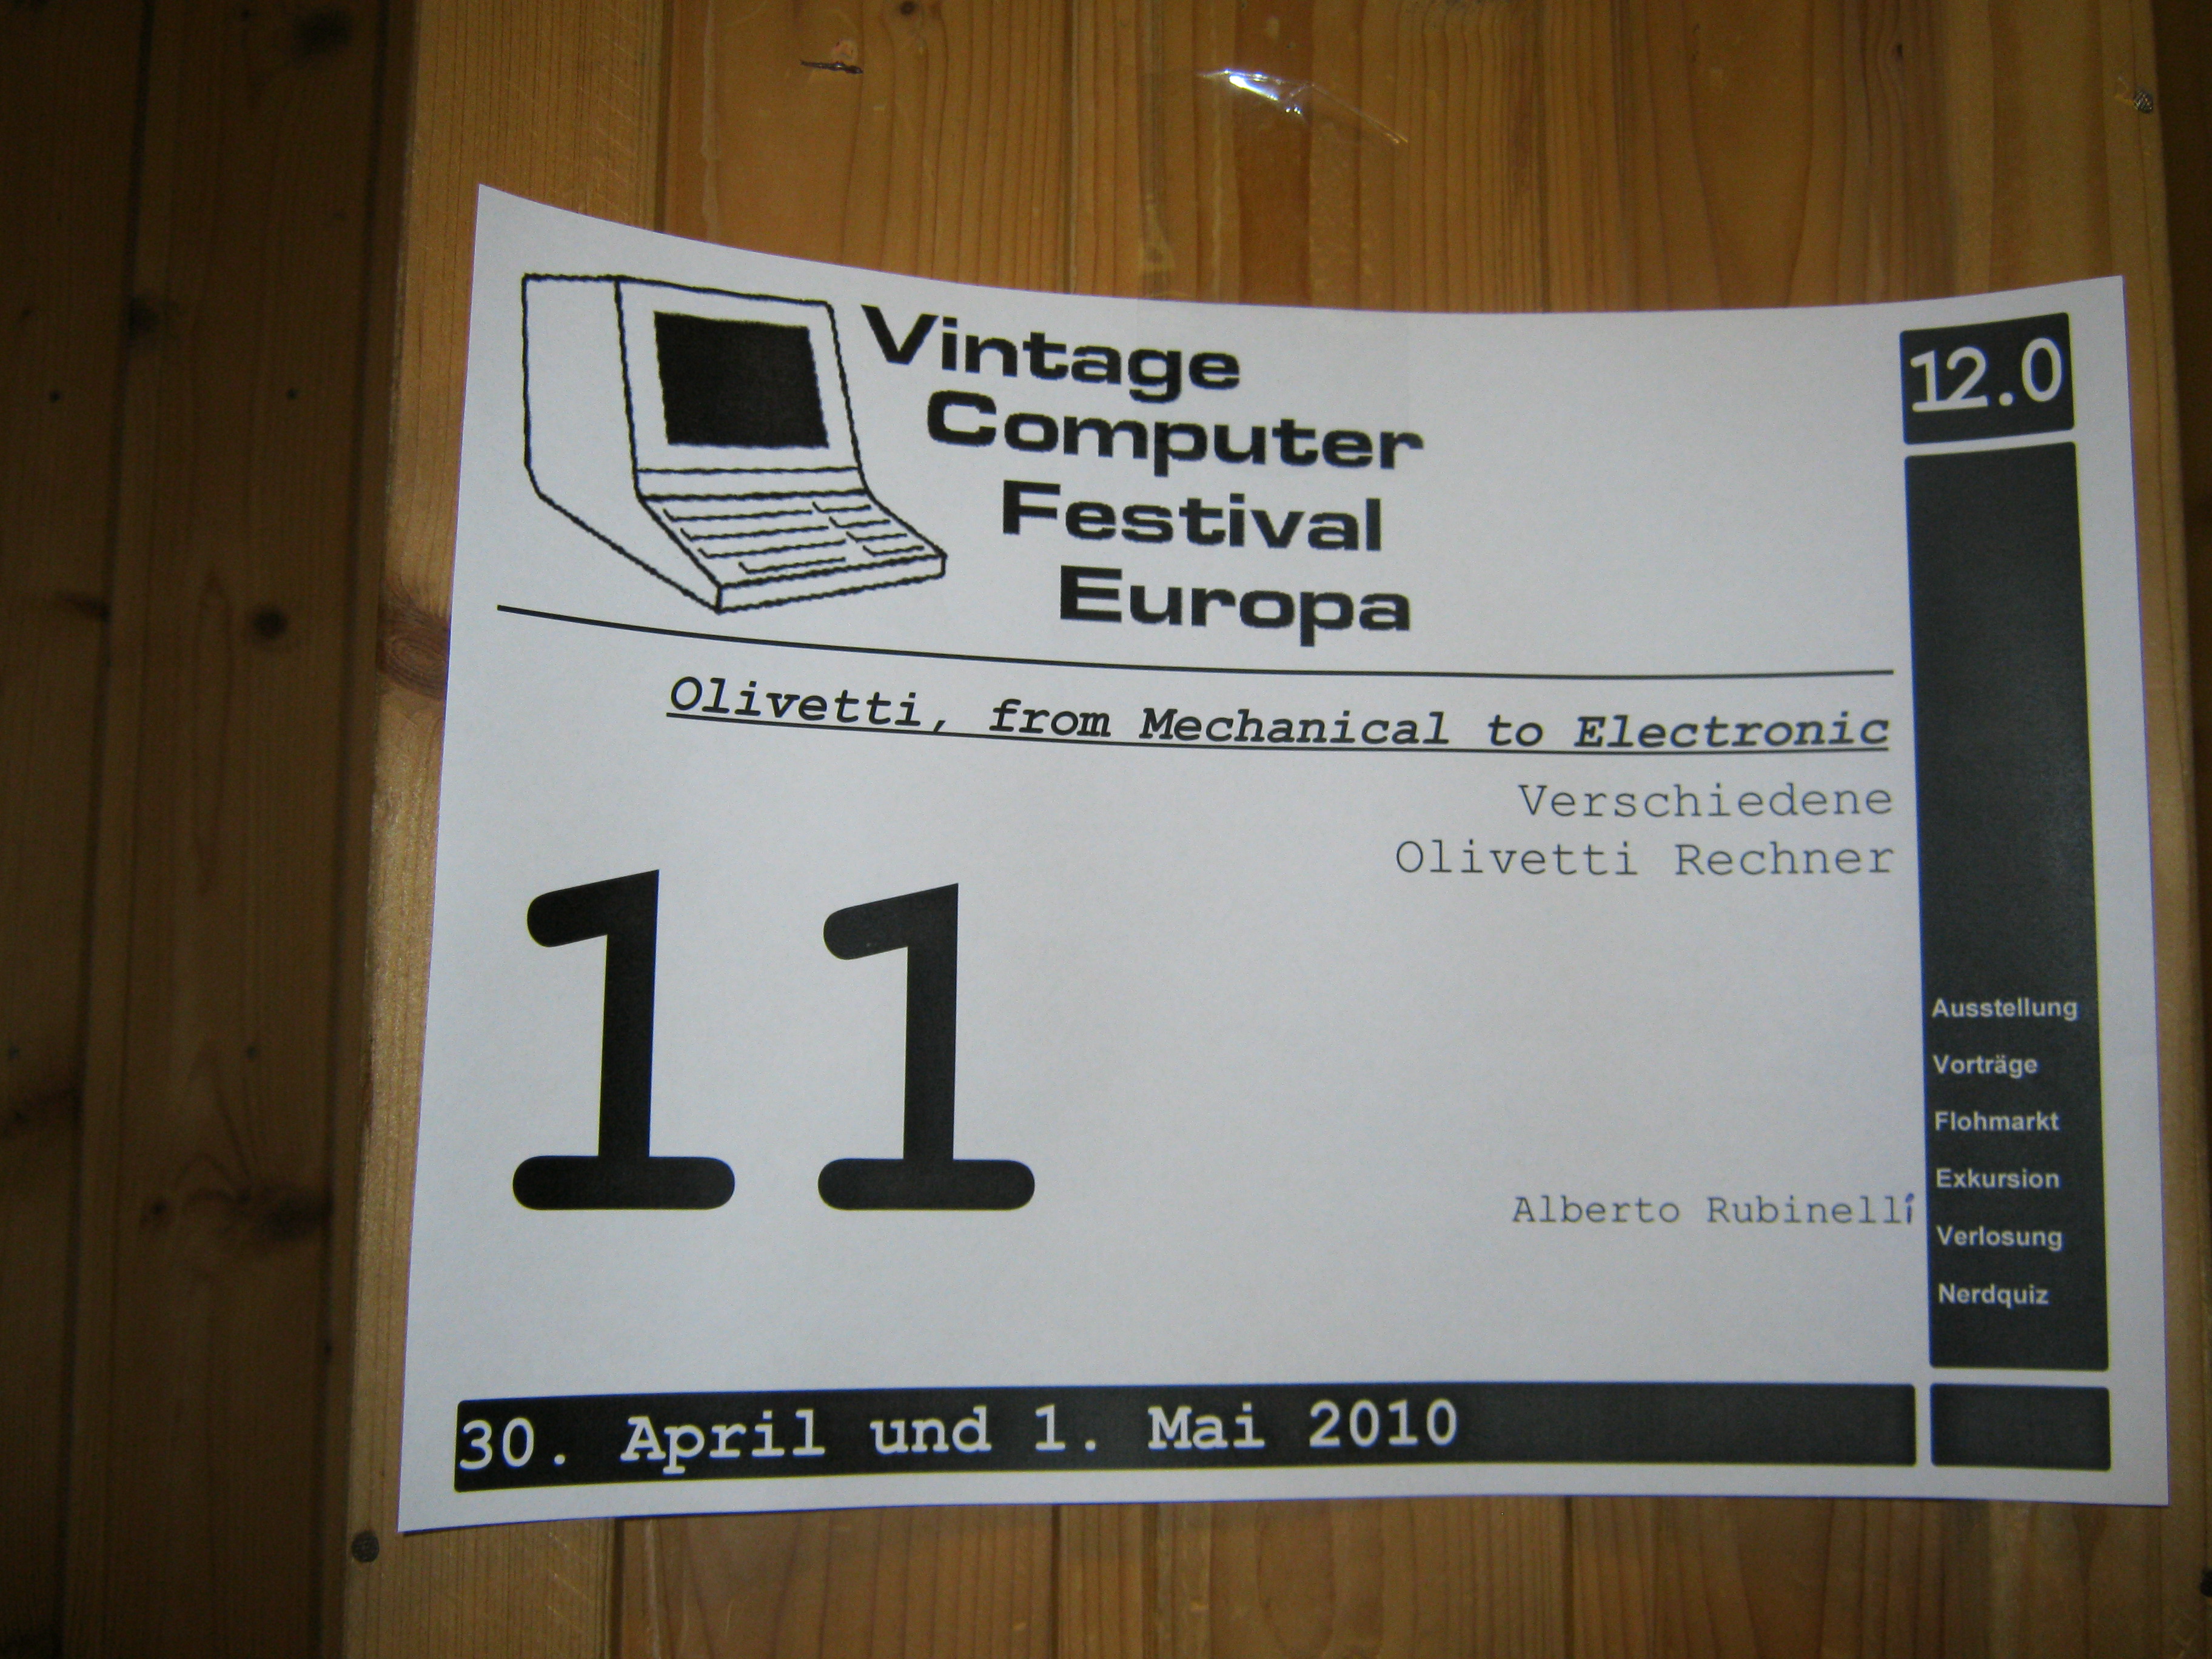 Vintage
Computer
Festival
Europa
12.0
Olivetti, from Mechanical to Electronic
Verschiedene
Olivetti Rechner
11
Alberto Rubinelli
Ausstellung
Vorträge
Flohmarkt
Exkursion
Verlosung
Nerdquiz
30. April und 1. Mai 2010